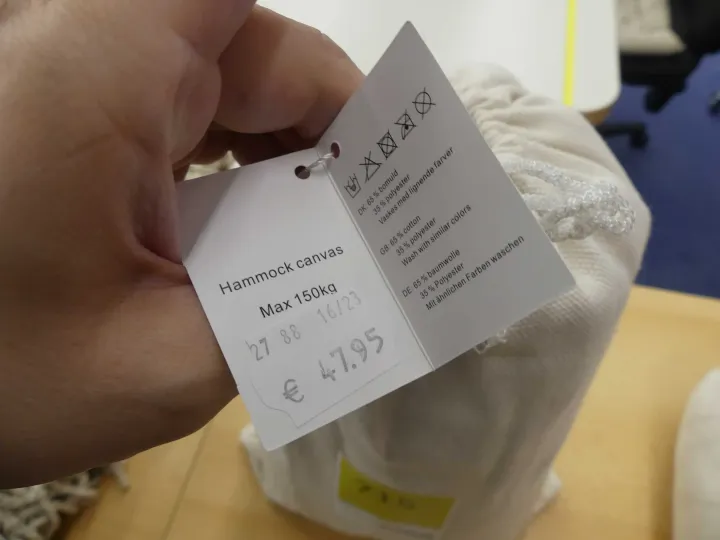 Hammock canvas
Max 150kg
27 88 16/23
€ 47.95
DK: 65 % bomuld
35 % polyester
Vaskes med lignende farver
GB: 65 % cotton
35 % polyester
Wash with similar colors
DE: 65 % baumwolle
35 % Polyester
Mit ähnlichen Farben waschen